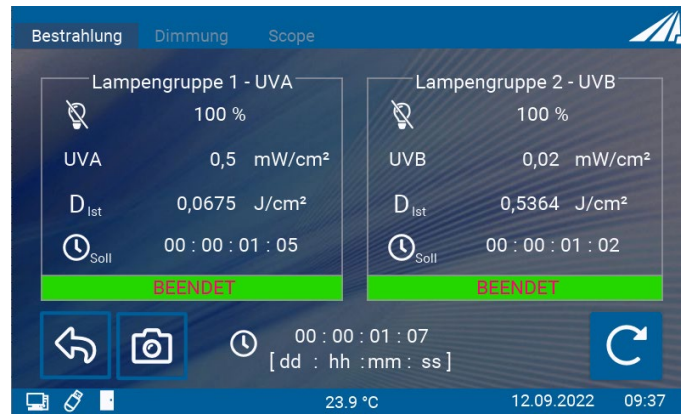 Bestrahlung Dimmung Scope
Lampengruppe 1 - UVA
100 %
UVA 0,5 mW/cm²
D Ist 0,0675 J/cm²
Soll 00 : 00 : 01 : 05
BEENDET
Lampengruppe 2 - UVB
100 %
UVB 0,02 mW/cm²
D Ist 0,5364 J/cm²
Soll 00 : 00 : 01 : 02
BEENDET
00 : 00 : 01 : 07
[ dd : hh : mm : ss ]
23.9 °C 12.09.2022 09:37